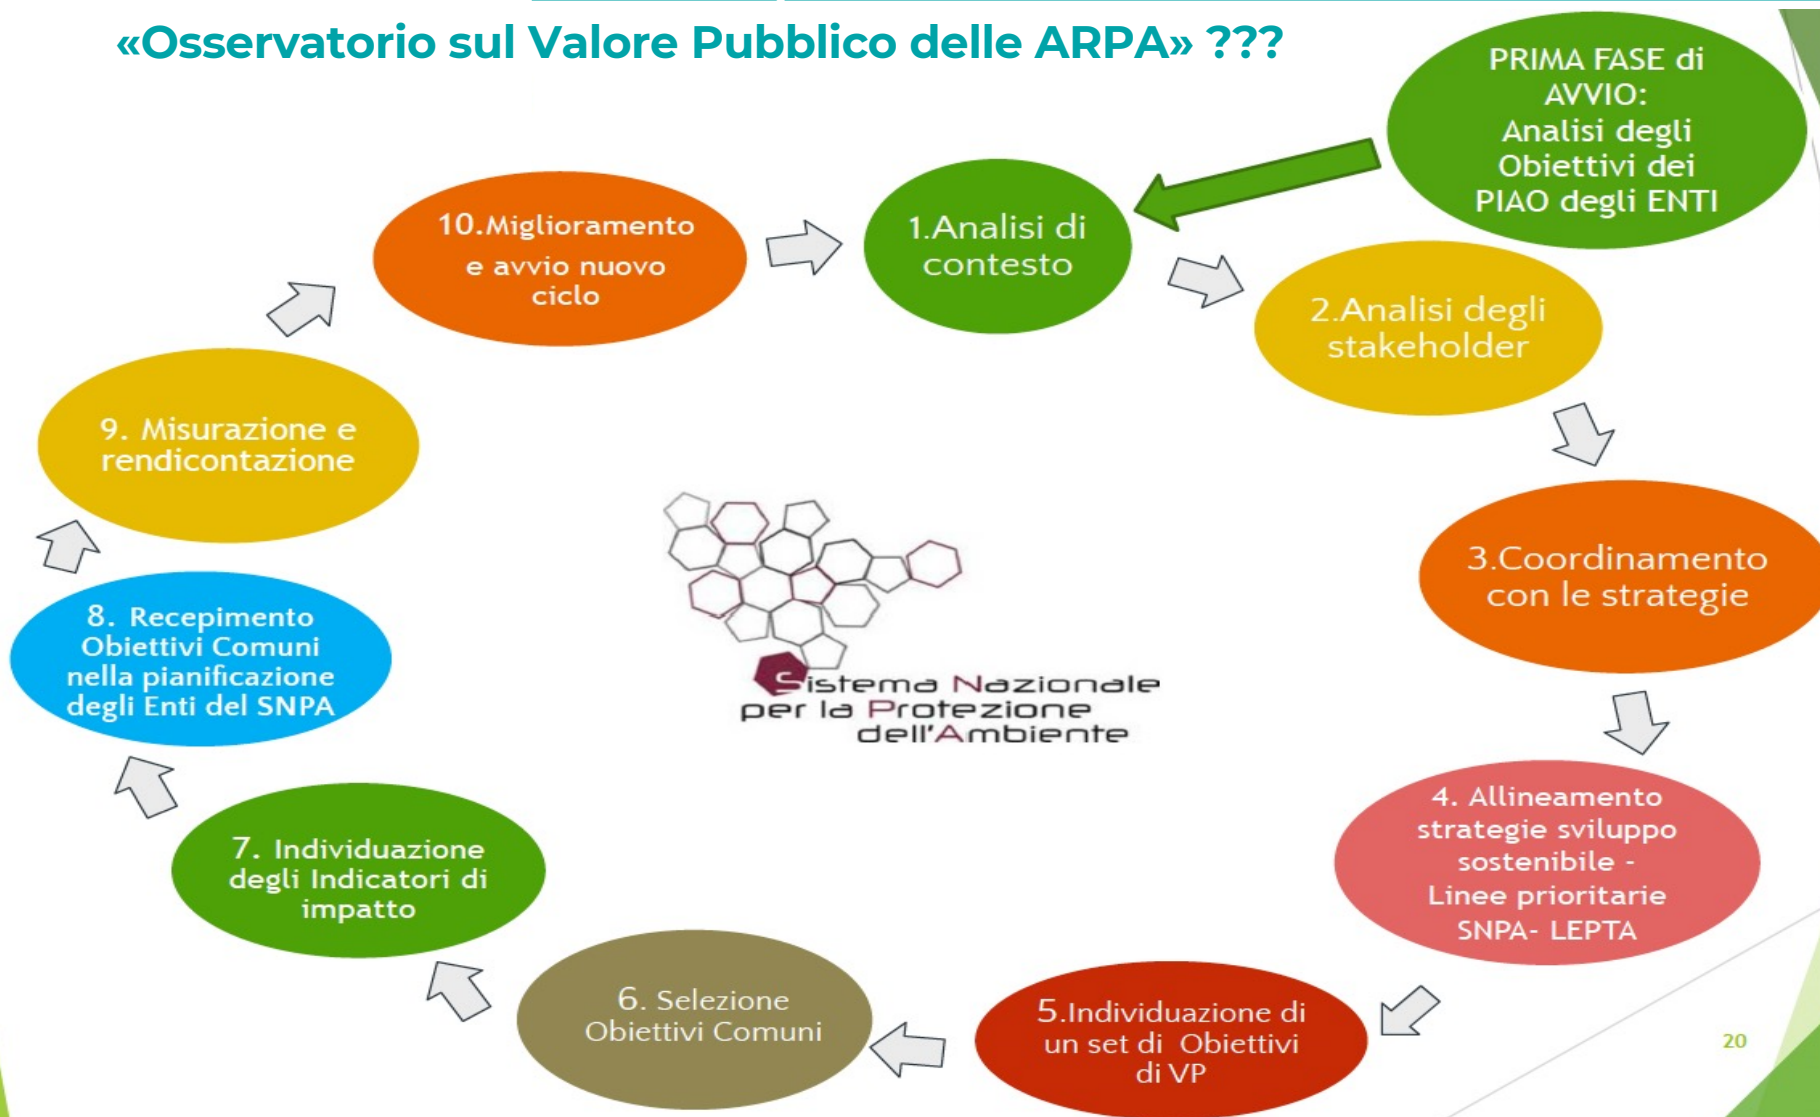 «Osservatorio sul Valore Pubblico delle ARPA» ???
PRIMA FASE di
AVVIO:
Analisi degli
Obiettivi dei
PIAO degli ENTI
1.Analisi di
contesto
2.Analisi degli
stakeholder
3.Coordinamento
con le strategie
4. Allineamento
strategie sviluppo
sostenibile -
Linee prioritarie
SNPA- LEPTA
5.Individuazione di
un set di Obiettivi
di VP
6. Selezione
Obiettivi Comuni
7. Individuazione
degli Indicatori di
impatto
8. Recepimento
Obiettivi Comuni
nella pianificazione
degli Enti del SNPA
9. Misurazione e
rendicontazione
10.Miglioramento
e avvio nuovo
ciclo
Sistema Nazionale
per la Protezione
dell'Ambiente
20